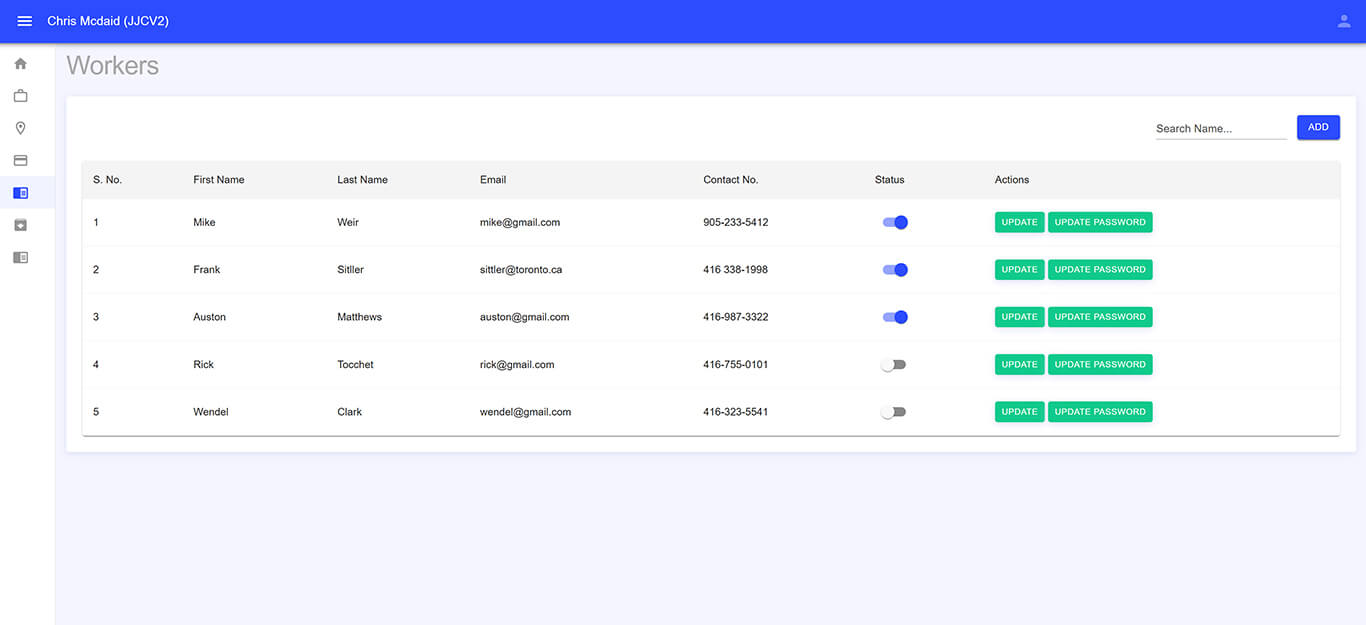 Chris Mcdaid (JJCV2)
Workers
Search Name... ADD
S. No. First Name Last Name Email Contact No. Status Actions
1 Mike Weir mike@gmail.com 905-233-5412 UPDATE UPDATE PASSWORD
2 Frank Sitller sittler@toronto.ca 416 338-1998 UPDATE UPDATE PASSWORD
3 Auston Matthews auston@gmail.com 416-987-3322 UPDATE UPDATE PASSWORD
4 Rick Tocchet rick@gmail.com 416-755-0101 UPDATE UPDATE PASSWORD
5 Wendel Clark wendel@gmail.com 416-323-5541 UPDATE UPDATE PASSWORD